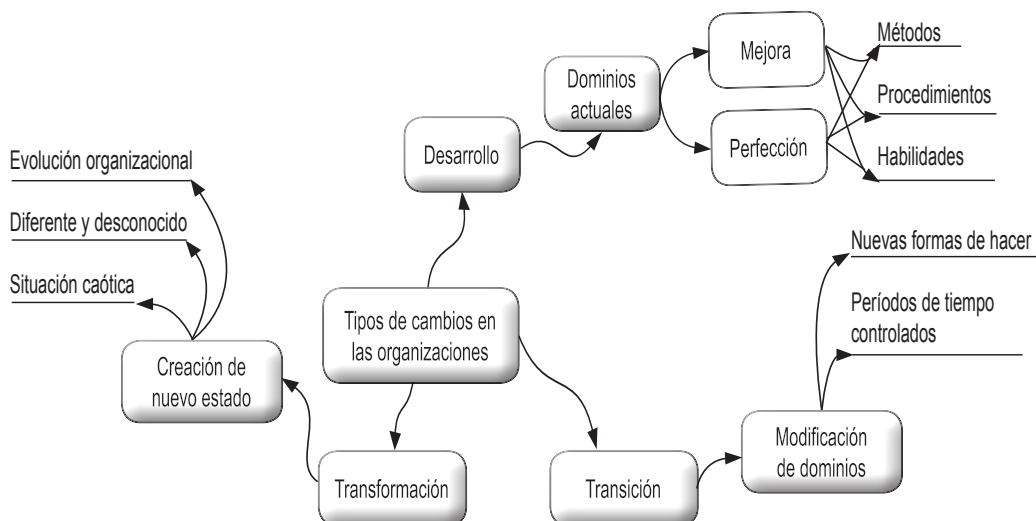 Métodos
Mejora
Dominios
actuales
Procedimientos
Desarrollo
Perfección
Habilidades
Evolución organizacional
Diferente y desconocido
Situación caótica
Nuevas formas de hacer
Tipos de cambios en
las organizaciones
Períodos de tiempo
controlados
Creación de
nuevo estado
Modificación
de dominios
Transformación
Transición